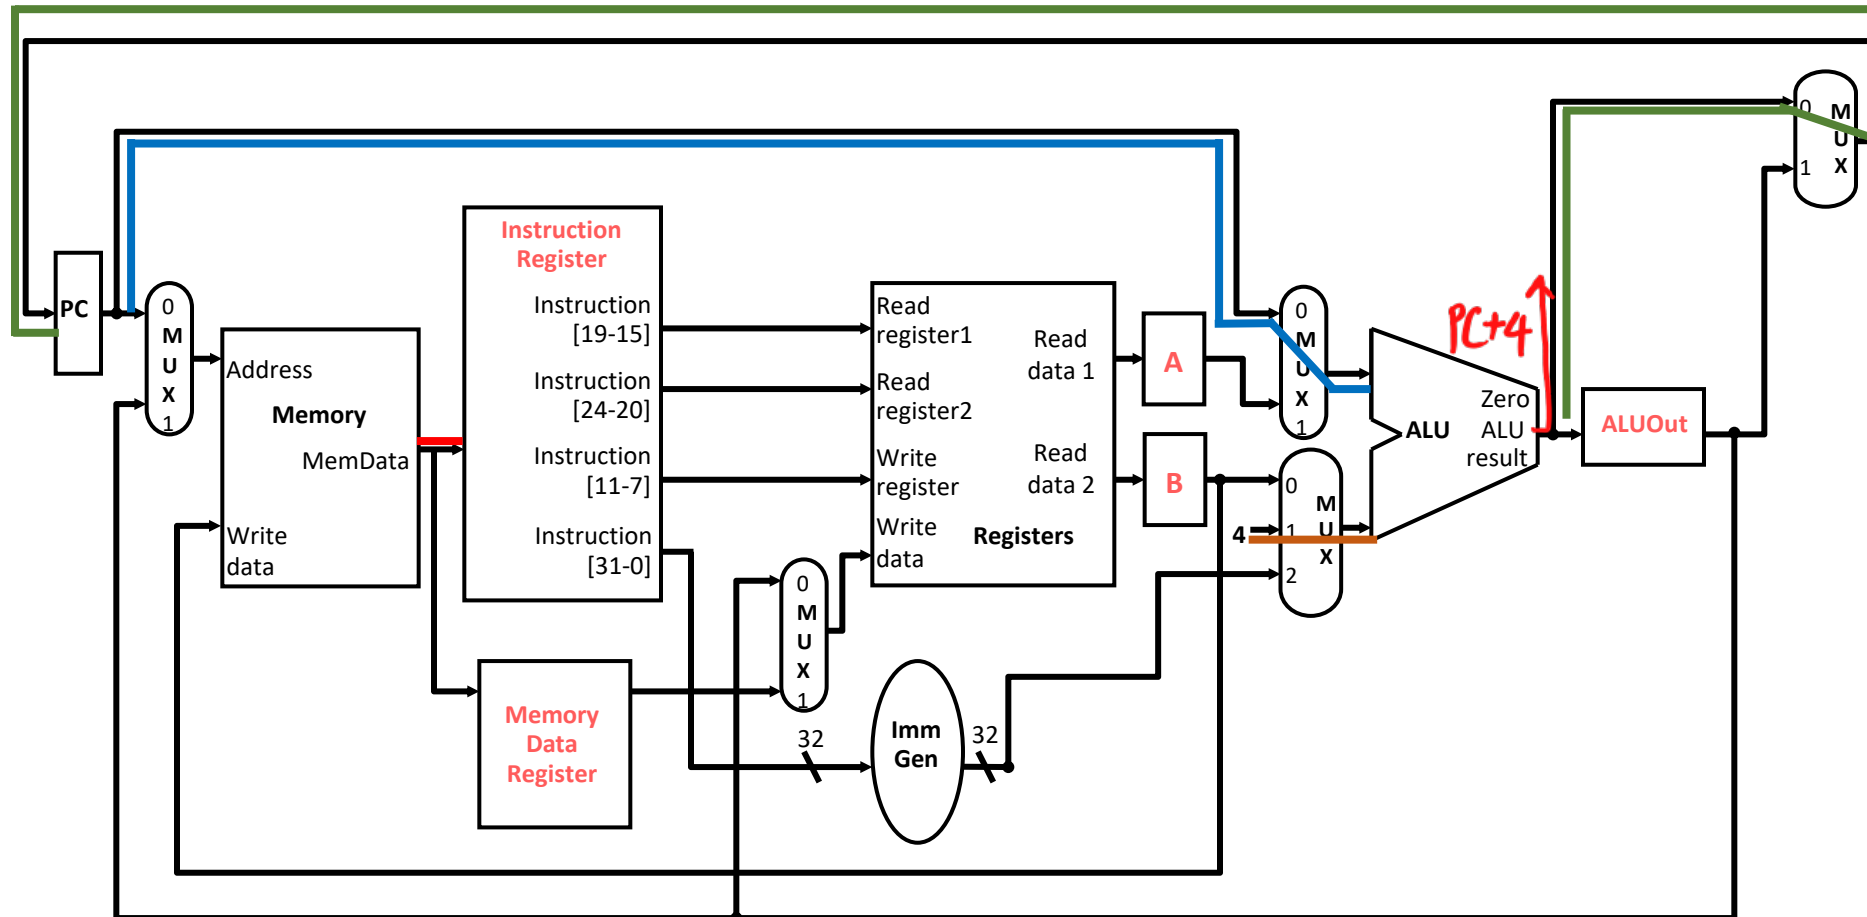 PC
0
M
U
X
1
Address
Memory
MemData
Write
data
Instruction
Register
Instruction
[19-15]
Instruction
[24-20]
Instruction
[11-7]
Instruction
[31-0]
Memory
Data
Register
0
M
U
X
1
32
Imm
Gen
32
Read
register1
Read
register2
Write
register
Write
data
Read
data 1
Read
data 2
Registers
A
B
0
M
U
X
1
4
0
1
2
M
U
X
ALU
Zero
ALU
result
PC+4
ALUOut
0
1
M
U
X